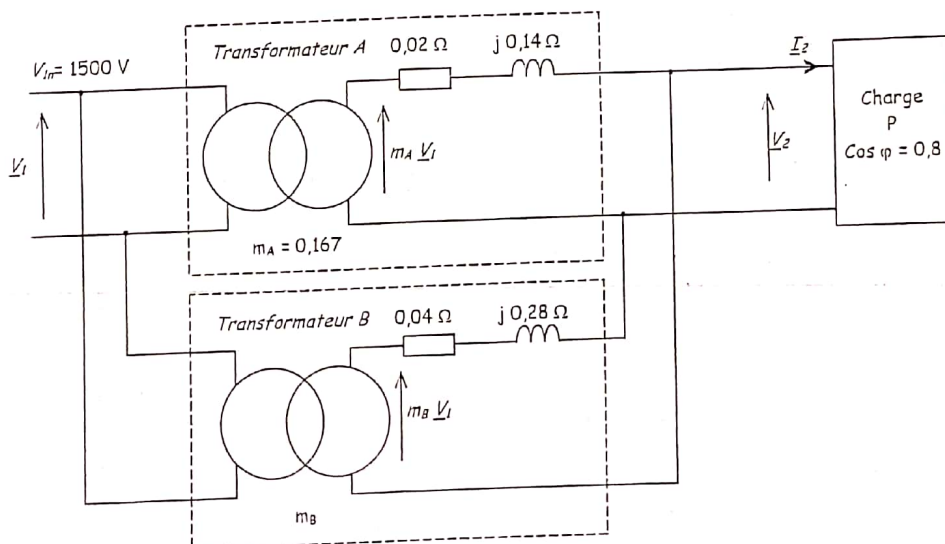 Transformateur A
0,02 Ω
j 0,14 Ω
I2
V1n = 1500 V
Charge
P
Cos φ = 0,8
V1
mA V1
V2
mA = 0,167
Transformateur B
0,04 Ω
j 0,28 Ω
mB V1
mB